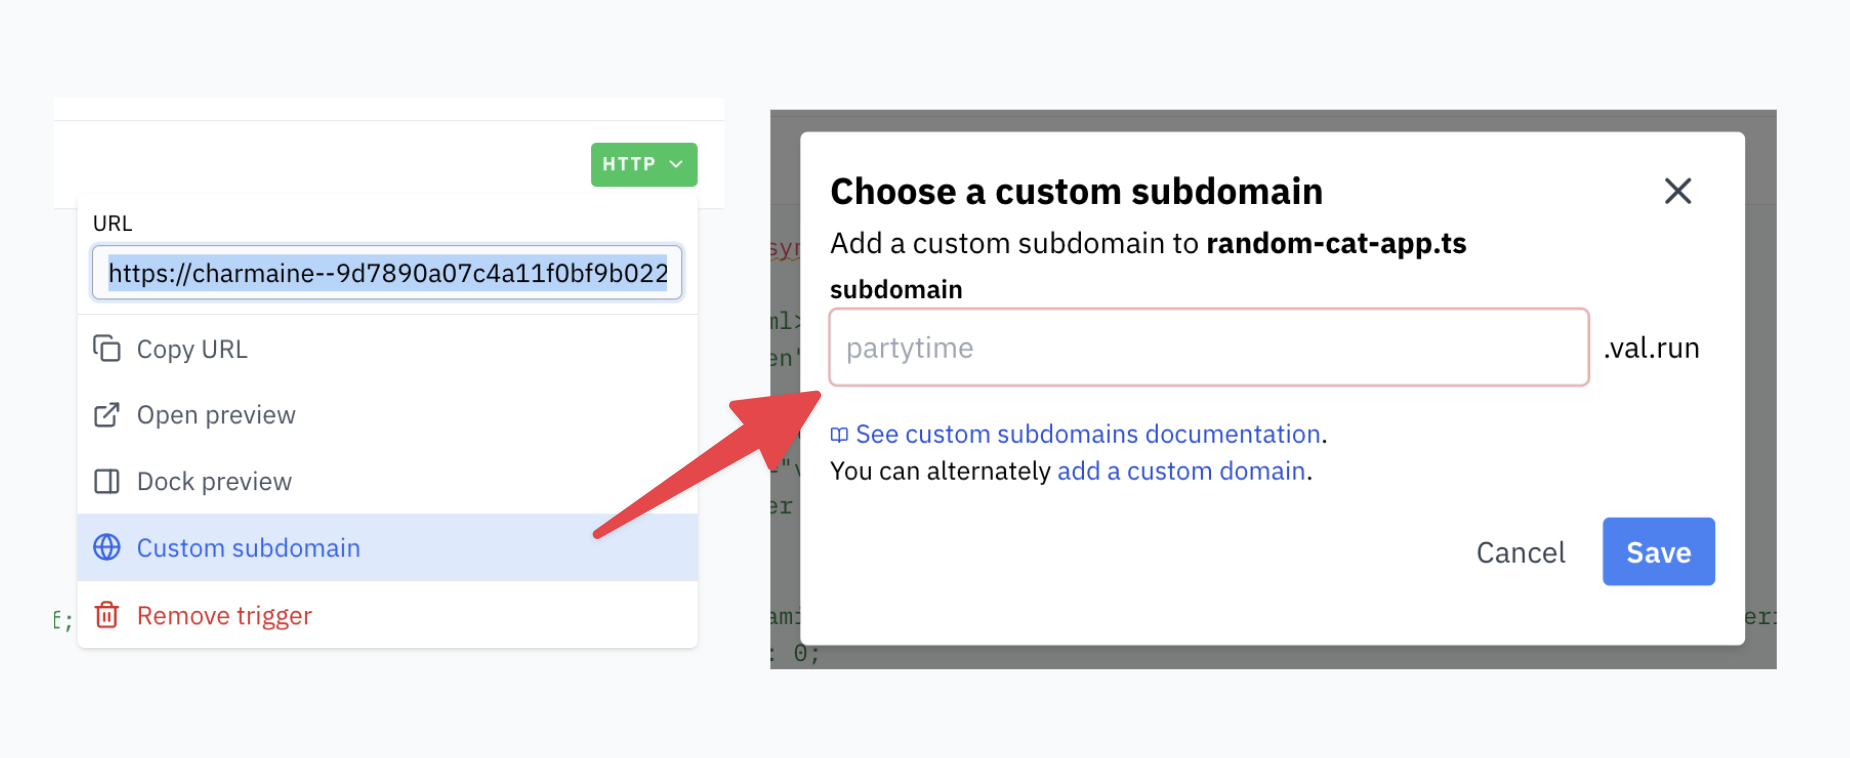 HTTP
URL
https://charmaine--9d7890a07c4a11f0bf9b022
Copy URL
Open preview
Dock preview
Custom subdomain
Remove trigger
Choose a custom subdomain
Add a custom subdomain to random-cat-app.ts
subdomain
partytime
.val.run
See custom subdomains documentation.
You can alternately add a custom domain.
Cancel
Save
: 0;